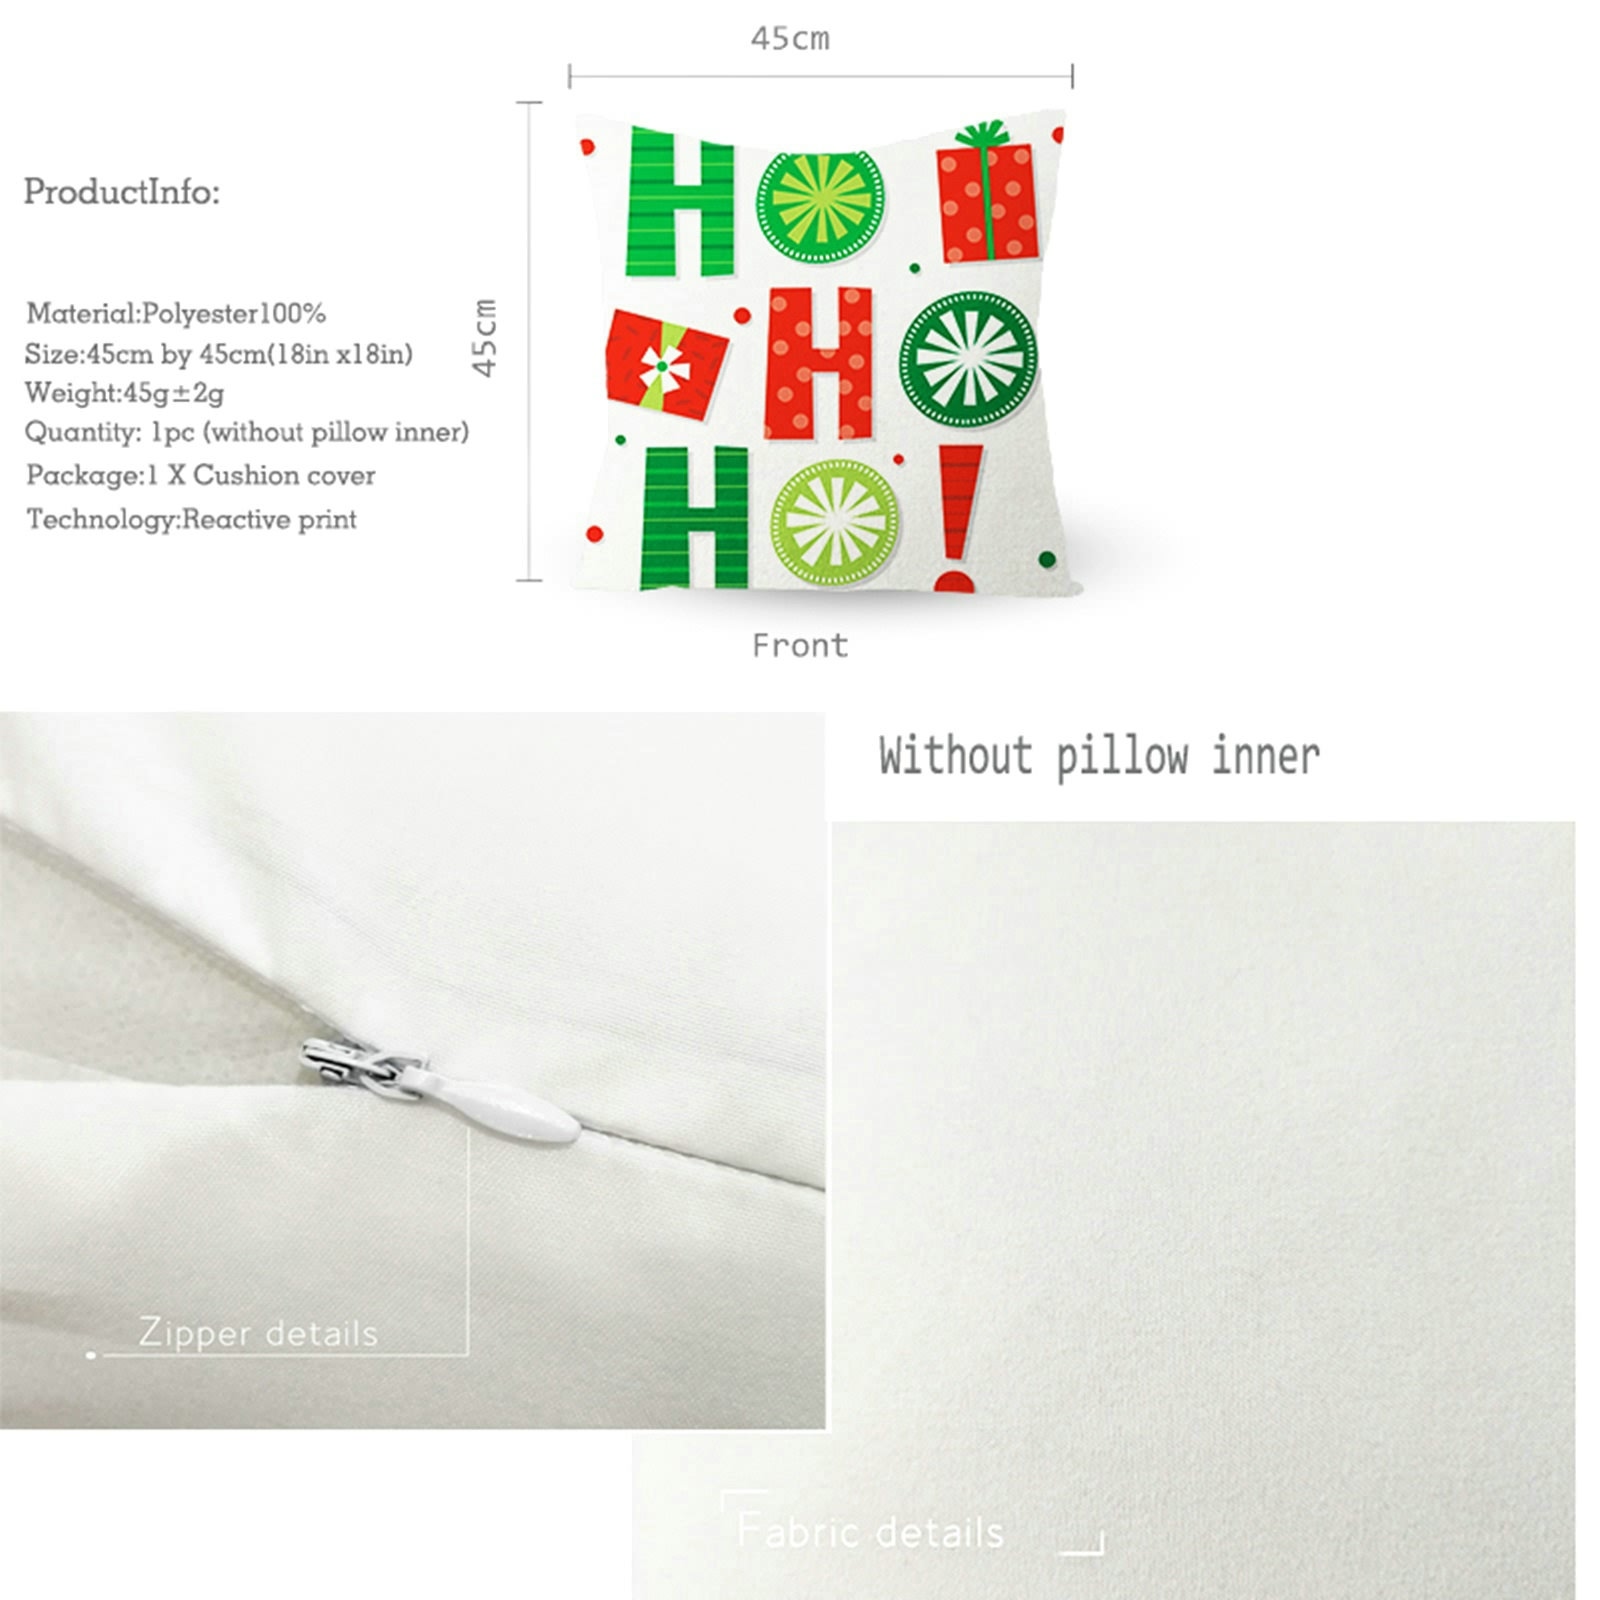 45cm
45cm
ProductInfo:
Material:Polyester100%
Size:45cm by 45cm(18in x18in)
Weight:45g±2g
Quantity: 1pc (without pillow inner)
Package:1 X Cushion cover
Technology:Reactive print
HO
HO
HO!
Front
Without pillow inner
Zipper details
Fabric details